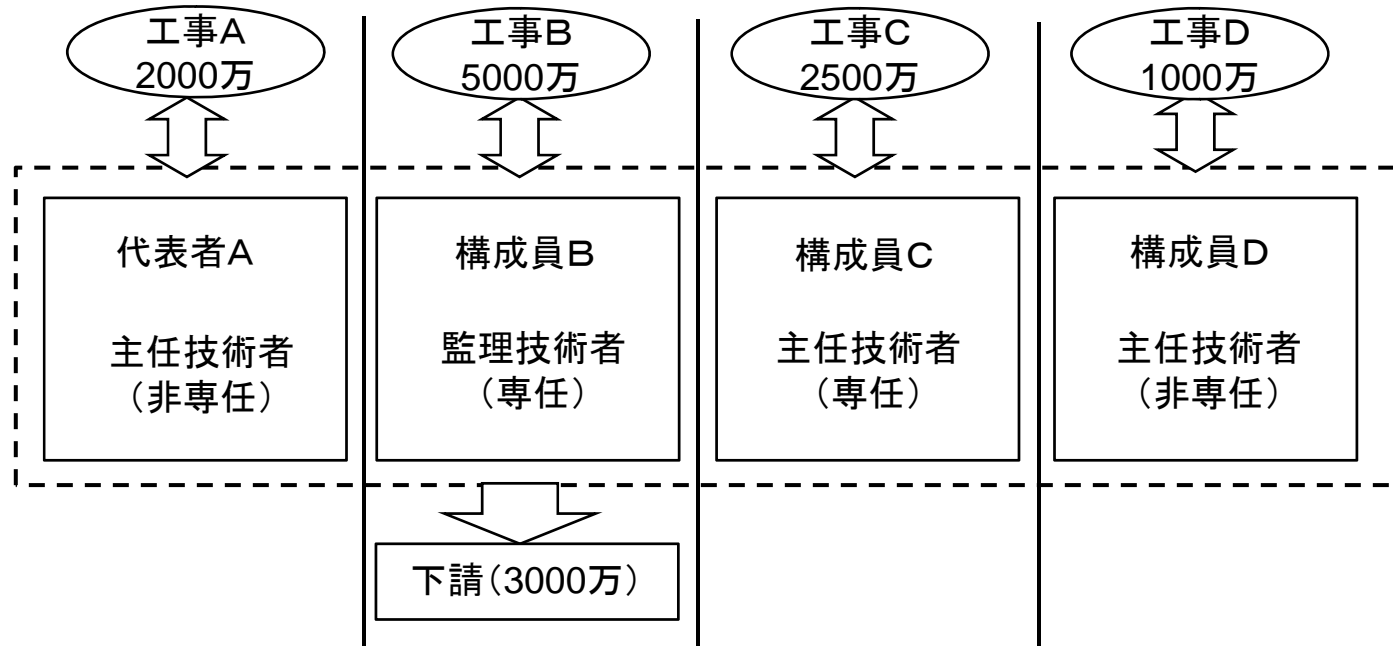 工事A
2000万
工事B
5000万
工事C
2500万
工事D
1000万
代表者A
主任技術者
(非専任)
構成員B
監理技術者
(専任)
構成員C
主任技術者
(専任)
構成員D
主任技術者
(非専任)
下請(3000万)